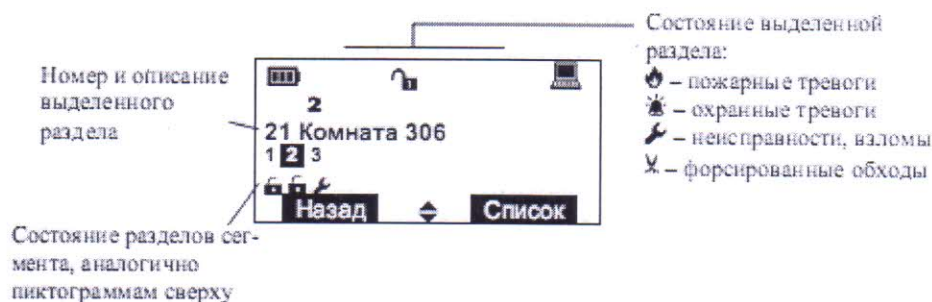 Состояние выделенной
раздела:
– пожарные тревоги
– охранные тревоги
– неисправности, взломы
– форсированные обходы
Номер и описание
выделенного
раздела
1
2
21 Комната 306
1 2 3
Назад
Список
Состояние разделов сег-
мента, аналогично
пиктограммам сверху